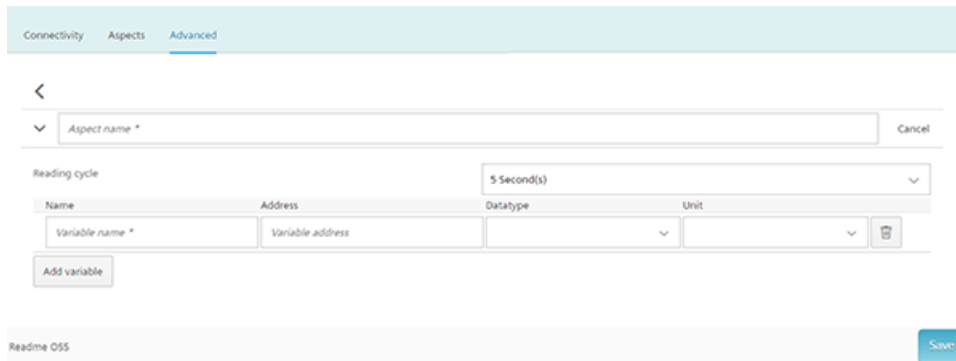 Connectivity Aspects Advanced
Aspect name * Cancel
Reading cycle 5 Second(s)
Name Address Datatype Unit
Variable name * Variable address
Add variable
Readme OSS Save